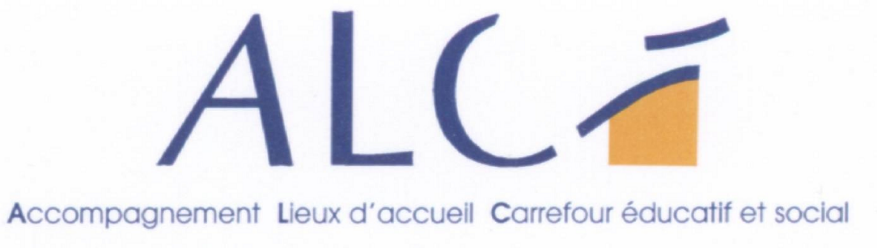 ALC
Accompagnement Lieux d'accueil Carrefour éducatif et social